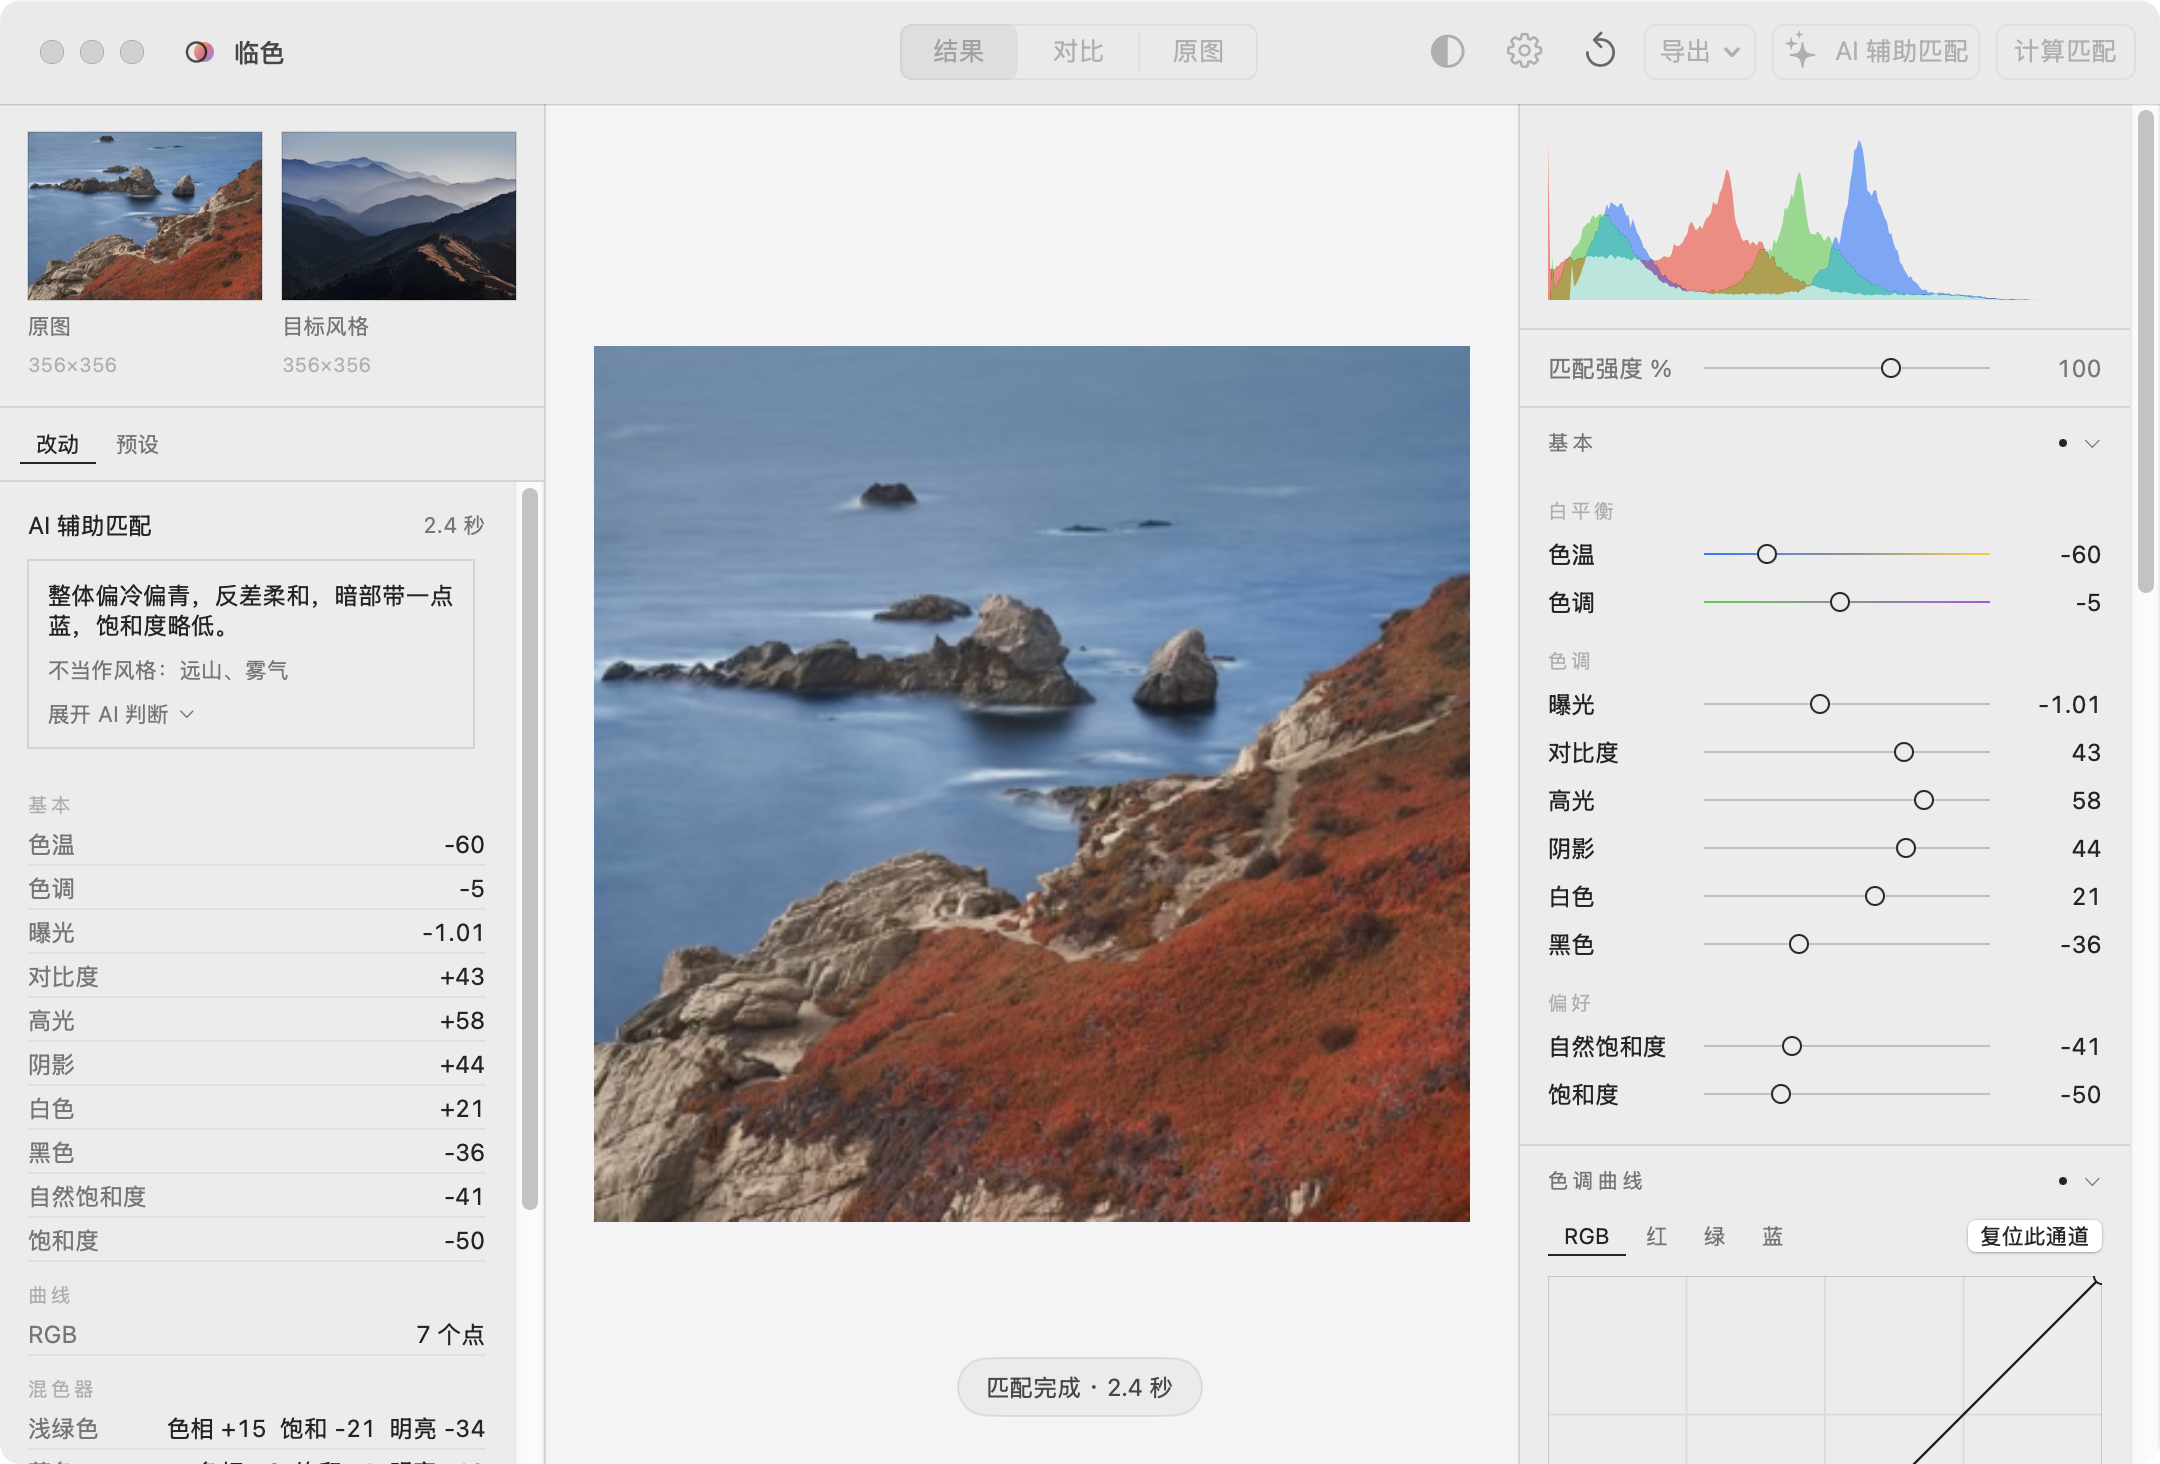 临色
结果
对比
原图
导出
AI 辅助匹配
计算匹配
原图
356×356
目标风格
356×356
改动
预设
AI 辅助匹配
2.4 秒
整体偏冷偏青，反差柔和，暗部带一点
蓝，饱和度略低。
不当作风格：远山、雾气
展开 AI 判断
基本
色温 -60
色调 -5
曝光 -1.01
对比度 +43
高光 +58
阴影 +44
白色 +21
黑色 -36
自然饱和度 -41
饱和度 -50
曲线
RGB 7 个点
混色器
浅绿色 色相 +15 饱和 -21 明亮 -34
匹配完成 · 2.4 秒
匹配强度 % 100
基本
白平衡
色温 -60
色调 -5
色调
曝光 -1.01
对比度 43
高光 58
阴影 44
白色 21
黑色 -36
偏好
自然饱和度 -41
饱和度 -50
色调曲线
RGB 红 绿 蓝 复位此通道